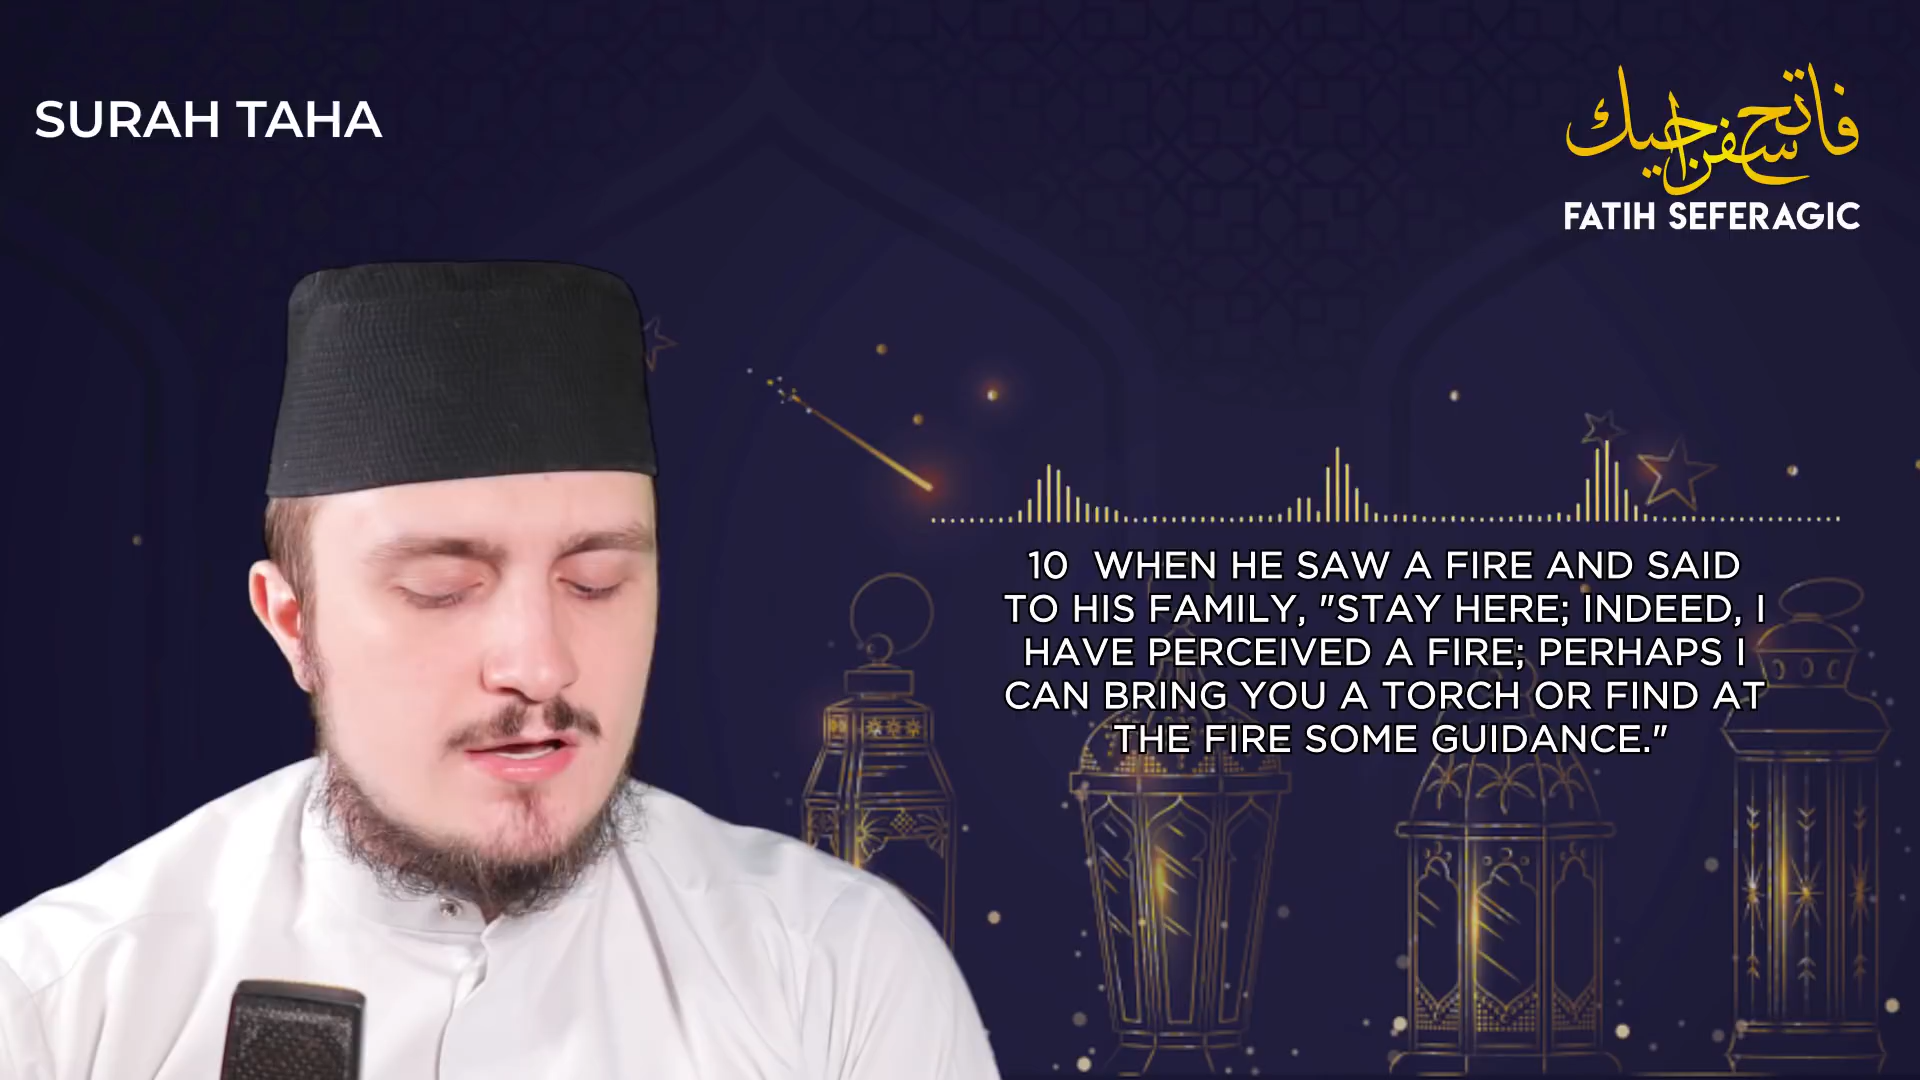 SURAH TAHA
فاتح سفراجيك
FATIH SEFERAGIC
10  WHEN HE SAW A FIRE AND SAID
TO HIS FAMILY, "STAY HERE; INDEED, I
HAVE PERCEIVED A FIRE; PERHAPS I
CAN BRING YOU A TORCH OR FIND AT
THE FIRE SOME GUIDANCE."